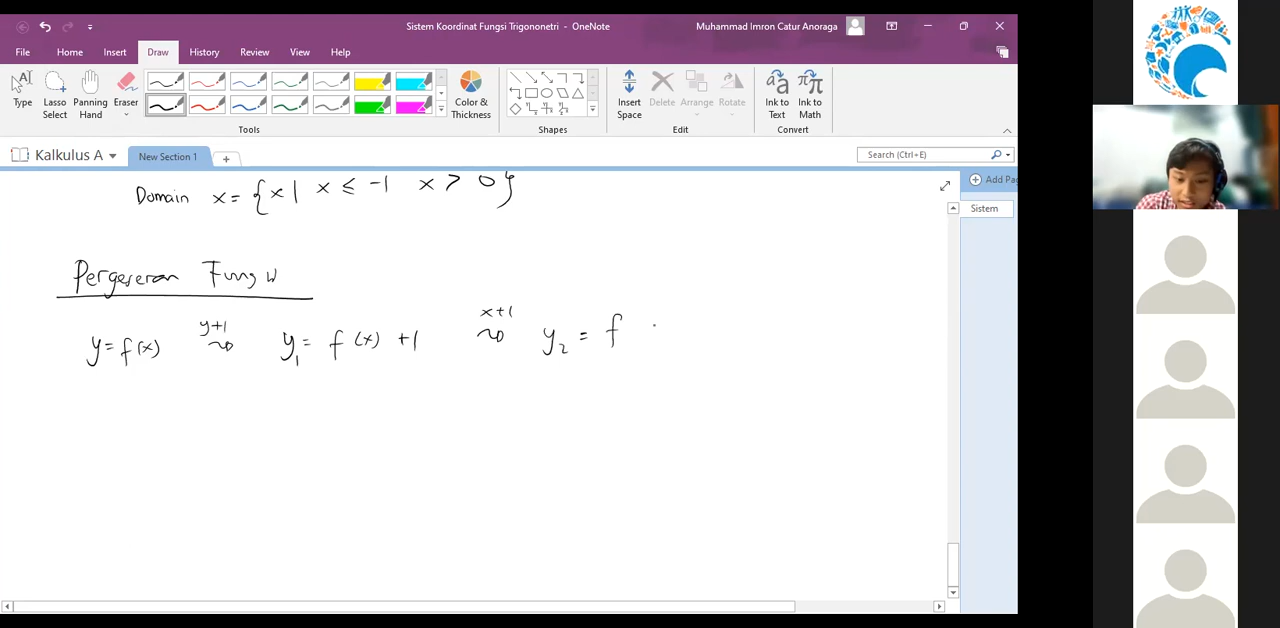 Sistem Koordinat Fungsi Trigononetri - OneNote
Muhammad Imron Catur Anoraga
File Home Insert Draw History Review View Help
Type
Lasso Select
Panning Hand
Eraser
Color & Thickness
Insert Space
Delete
Arrange
Rotate
Ink to Text
Ink to Math
Tools
Shapes
Edit
Convert
Kalkulus A
New Section 1
Search (Ctrl+E)
Add Pag
Sistem
Domain x = {x | x ≤ -1 x > 0}
Pergeseran Fungsi
y = f(x) y+1 ⤳ y₁ = f(x) + 1 x+1 ⤳ y₂ = f